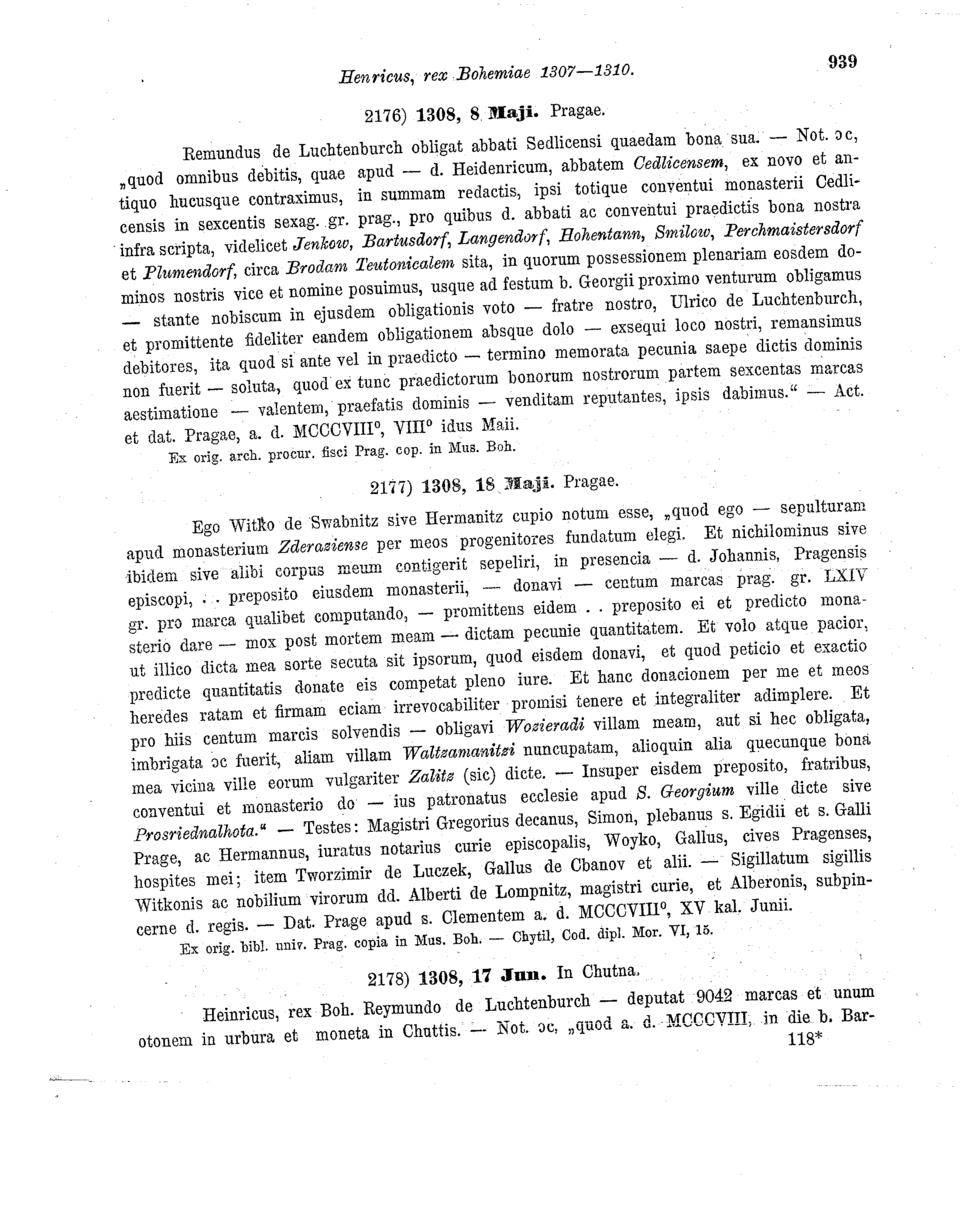 Henricus, rex Bohemiae 1307—1310.
939
2176) 1308, 8 Maji. Pragae.
Remundus de Luchtenburch obligat abbati Sedlicensi quaedam bona sua. — Not. ɔc,
„quod omnibus debitis, quae apud — d. Heidenricum, abbatem Cedlicensem, ex novo et an-
tiquo hucusque contraximus, in summam redactis, ipsi totique conventui monasterii Cedli-
censis in sexcentis sexag. gr. prag., pro quibus d. abbati ac conventui praedictis bona nostra
infra scripta, videlicet Jenkow, Bartusdorf, Langendorf, Hohentann, Smilow, Perchmaistersdorf
et Plumendorf, circa Brodam Teutonicalem sita, in quorum possessionem plenariam eosdem do-
minos nostris vice et nomine posuimus, usque ad festum b. Georgii proximo venturum obligamus
— stante nobiscum in ejusdem obligationis voto — fratre nostro, Ulrico de Luchtenburch,
et promittente fideliter eandem obligationem absque dolo — exsequi loco nostri, remansimus
debitores, ita quod si ante vel in praedicto — termino memorata pecunia saepe dictis dominis
non fuerit — soluta, quod ex tunc praedictorum bonorum nostrorum partem sexcentas marcas
aestimatione — valentem, praefatis dominis — venditam reputantes, ipsis dabimus.“ — Act.
et dat. Pragae, a. d. MCCCVIIIº, VIIIº idus Maii.
Ex orig. arch. procur. fisci Prag. cop. in Mus. Boh.
2177) 1308, 18 Maji. Pragae.
Ego Witko de Swabnitz sive Hermanitz cupio notum esse, „quod ego — sepulturam
apud monasterium Zderaziense per meos progenitores fundatum elegi. Et nichilominus sive
ibidem sive alibi corpus meum contigerit sepeliri, in presencia — d. Johannis, Pragensis
episcopi, . . preposito eiusdem monasterii, — donavi — centum marcas prag. gr. LXIV
gr. pro marca qualibet computando, — promittens eidem . . preposito ei et predicto mona-
sterio dare — mox post mortem meam — dictam pecunie quantitatem. Et volo atque pacior,
ut illico dicta mea sorte secuta sit ipsorum, quod eisdem donavi, et quod peticio et exactio
predicte quantitatis donate eis competat pleno iure. Et hanc donacionem per me et meos
heredes ratam et firmam eciam irrevocabiliter promisi tenere et integraliter adimplere. Et
pro hiis centum marcis solvendis — obligavi Wozieradi villam meam, aut si hec obligata,
imbrigata ɔc fuerit, aliam villam Waltzamanitzi nuncupatam, alioquin alia quecunque bona
mea vicina ville eorum vulgariter Zalitz (sic) dicte. — Insuper eisdem preposito, fratribus,
conventui et monasterio do — ius patronatus ecclesie apud S. Georgium ville dicte sive
Prosriednalhota.“ — Testes: Magistri Gregorius decanus, Simon, plebanus s. Egidii et s. Galli
Prage, ac Hermannus, iuratus notarius curie episcopalis, Woyko, Gallus, cives Pragenses,
hospites mei; item Tworzimir de Luczek, Gallus de Cbanov et alii. — Sigillatum sigillis
Witkonis ac nobilium virorum dd. Alberti de Lompnitz, magistri curie, et Alberonis, subpin-
cerne d. regis. — Dat. Prage apud s. Clementem a. d. MCCCVIIIº, XV kal. Junii.
Ex orig. bibl. univ. Prag. copia in Mus. Boh. — Chytil, Cod. dipl. Mor. VI, 15.
2178) 1308, 17 Jun. In Chutna.
Heinricus, rex Boh. Reymundo de Luchtenburch — deputat 9042 marcas et unum
otonem in urbura et moneta in Chuttis. — Not. ɔc, „quod a. d. MCCCVIII, in die b. Bar-
118*